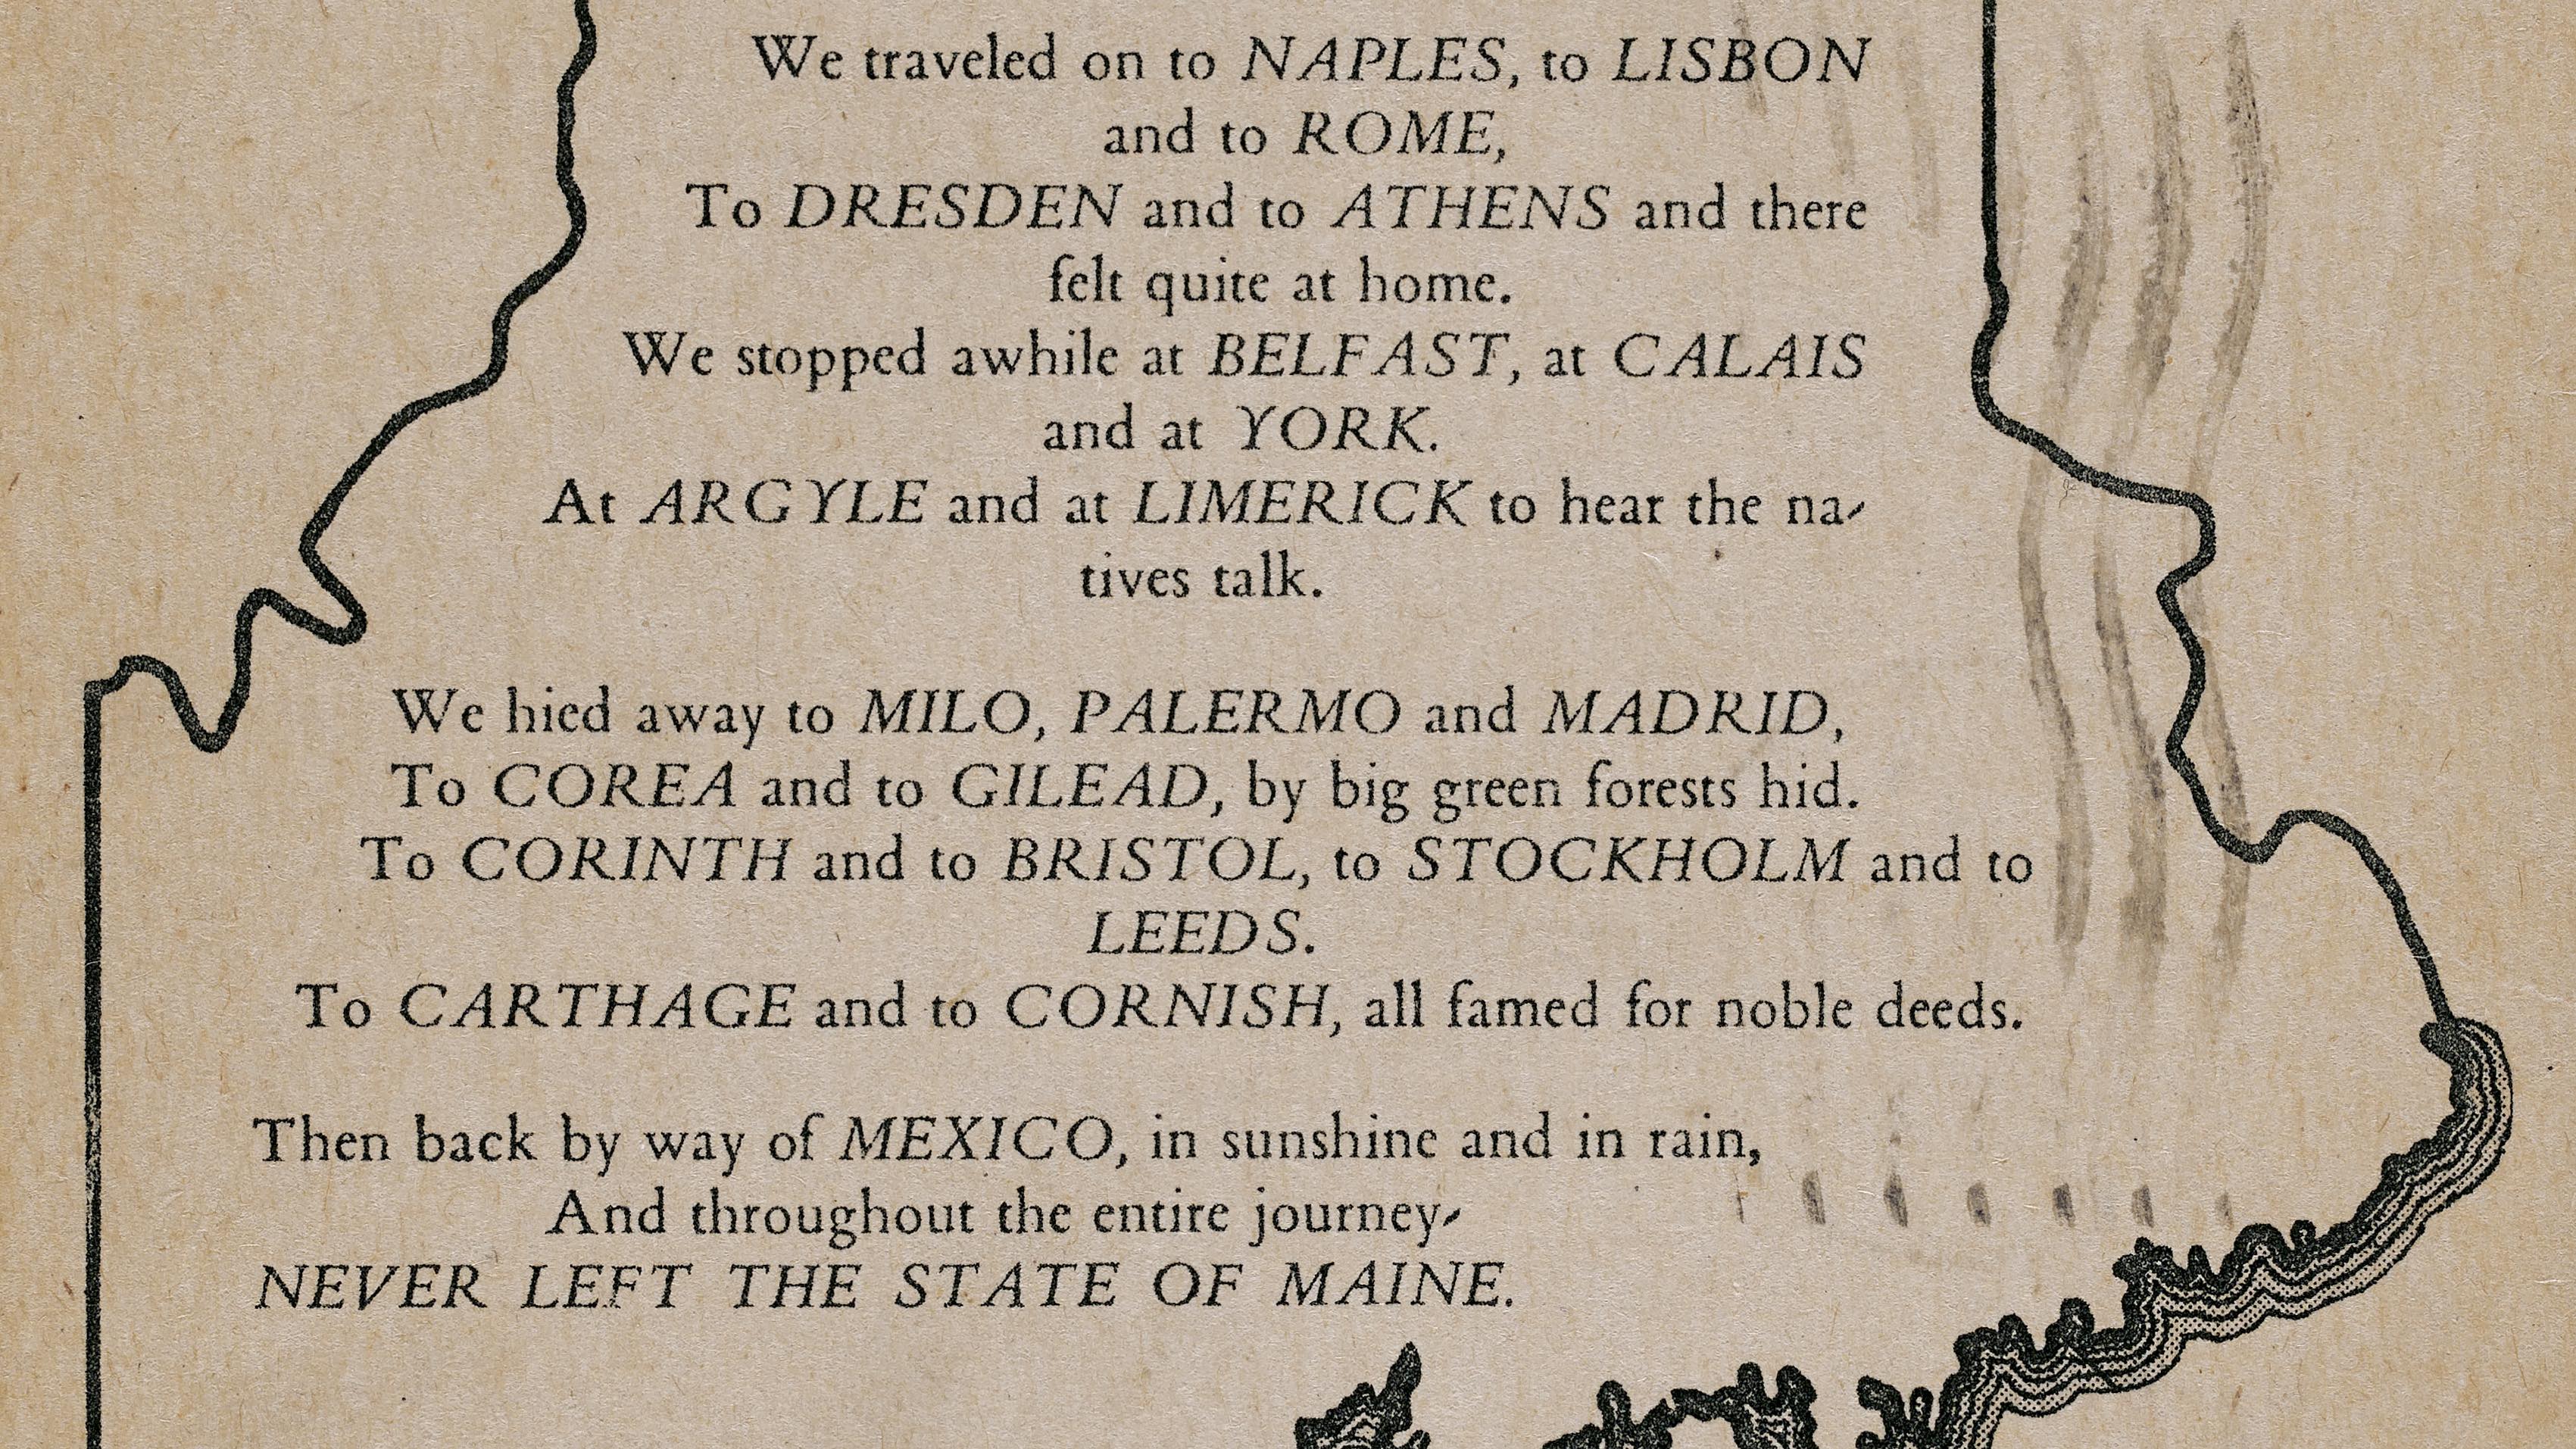 We traveled on to NAPLES, to LISBON
and to ROME,
To DRESDEN and to ATHENS and there
felt quite at home.
We stopped awhile at BELFAST, at CALAIS
and at YORK.
At ARGYLE and at LIMERICK to hear the na-
tives talk.
We hied away to MILO, PALERMO and MADRID,
To COREA and to GILEAD, by big green forests hid.
To CORINTH and to BRISTOL, to STOCKHOLM and to
LEEDS.
To CARTHAGE and to CORNISH, all famed for noble deeds.
Then back by way of MEXICO, in sunshine and in rain,
And throughout the entire journey-
NEVER LEFT THE STATE OF MAINE.